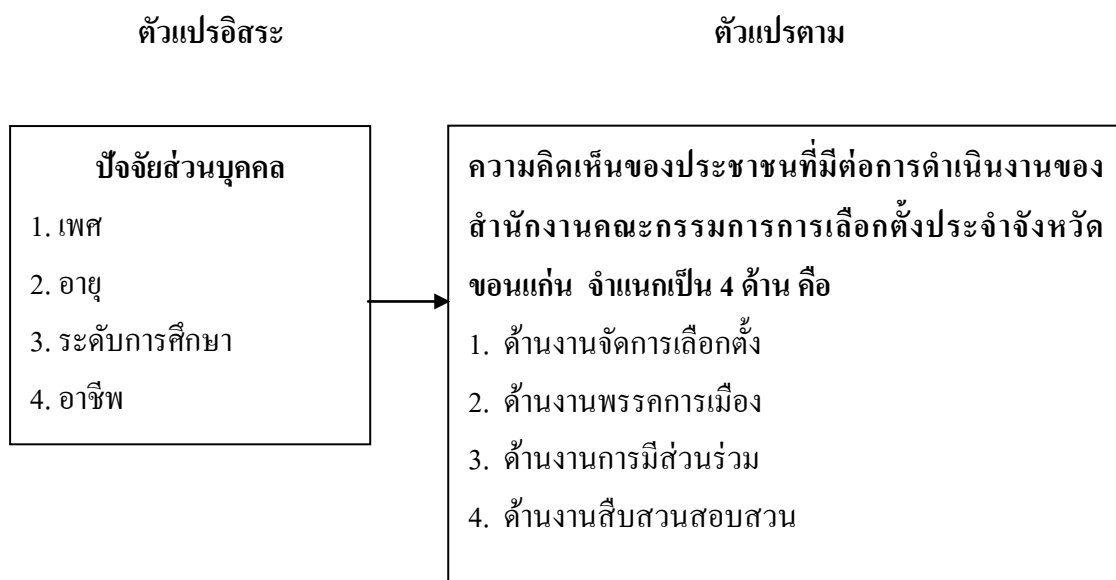 ตัวแปรอิสระ
ตัวแปรตาม
ปัจจัยส่วนบุคคล
1. เพศ
2. อายุ
3. ระดับการศึกษา
4. อาชีพ
ความคิดเห็นของประชาชนที่มีต่อการดำเนินงานของ
สำนักงานคณะกรรมการการเลือกตั้งประจำจังหวัด
ขอนแก่น จำแนกเป็น 4 ด้าน คือ
1. ด้านงานจัดการเลือกตั้ง
2. ด้านงานพรรคการเมือง
3. ด้านงานการมีส่วนร่วม
4. ด้านงานสืบสวนสอบสวน